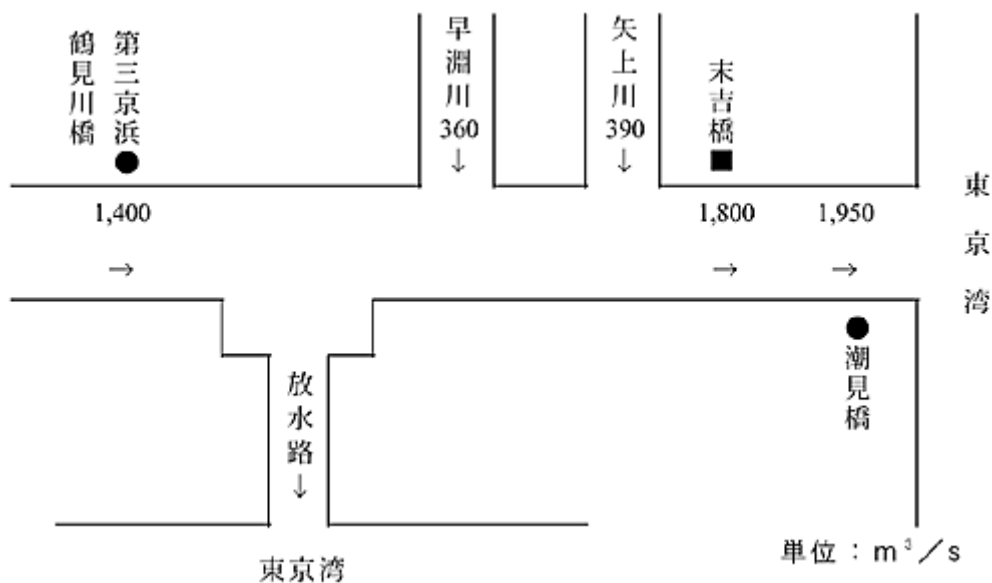 第三京浜
鶴見川橋
早淵川
360
↓
矢上川
390
↓
末吉橋
1,400
→
1,800
→
1,950
→
東京湾
放水路
↓
潮見橋
東京湾
単位：m³／s